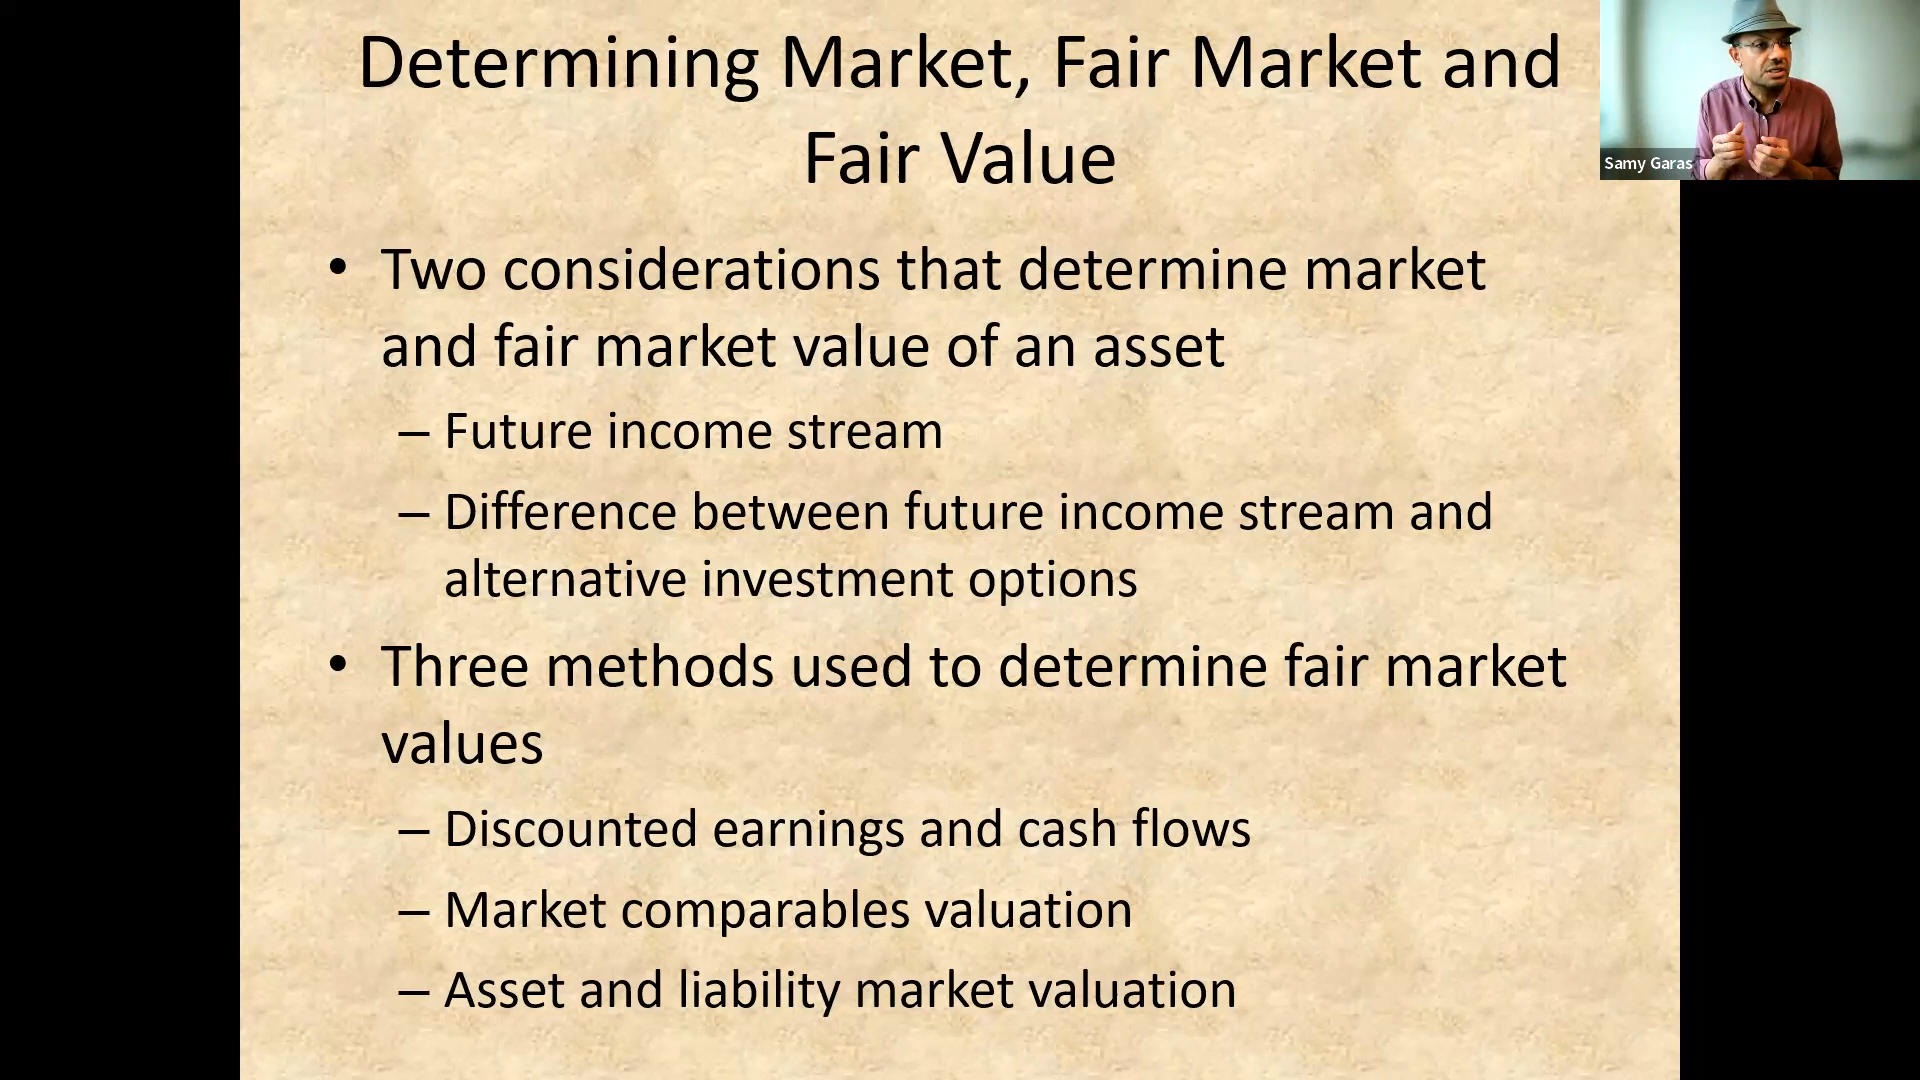 Determining Market, Fair Market and
Fair Value
Samy Garas
• Two considerations that determine market
and fair market value of an asset
– Future income stream
– Difference between future income stream and
alternative investment options
• Three methods used to determine fair market
values
– Discounted earnings and cash flows
– Market comparables valuation
– Asset and liability market valuation